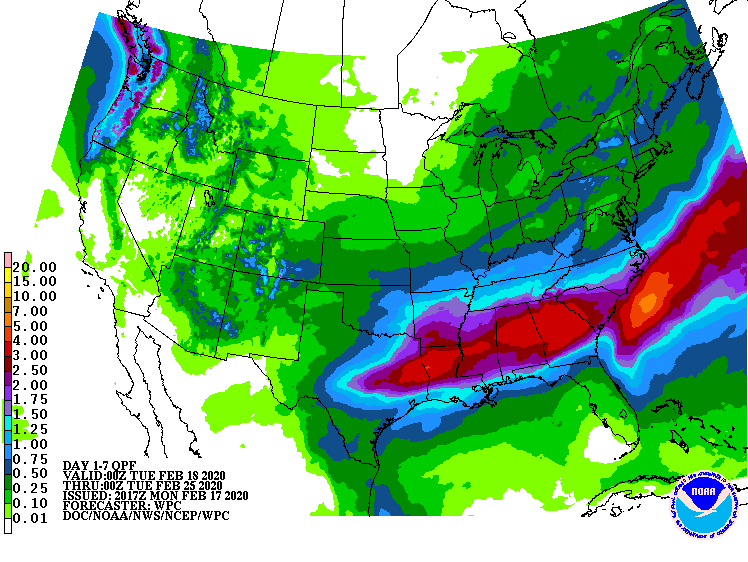 20.00
15.00
10.00
7.00
5.00
4.00
3.00
2.50
2.00
1.75
1.50
1.25
1.00
0.75
0.50
0.25
0.10
0.01
DAY 1-7 QPF
VALID:00Z TUE FEB 18 2020
THRU:00Z TUE FEB 25 2020
ISSUED: 2017Z MON FEB 17 2020
FORECASTER: WPC
DOC/NOAA/NWS/NCEP/WPC
NOAA